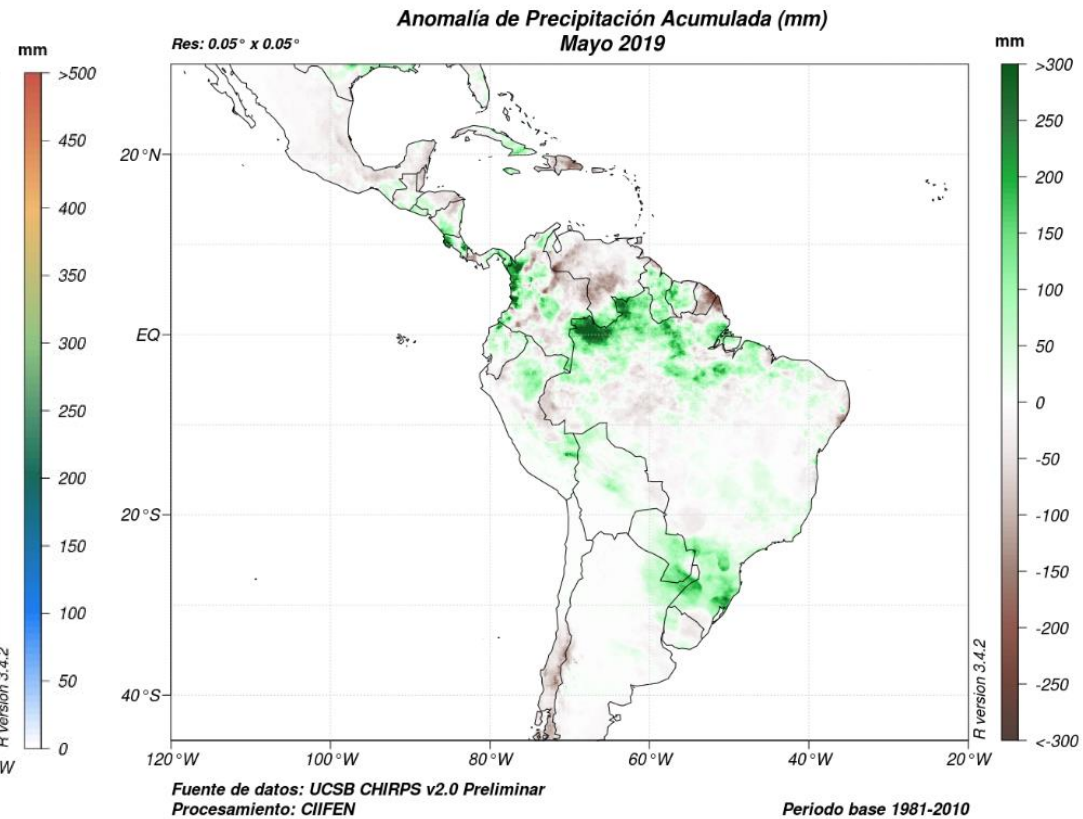 Anomalía de Precipitación Acumulada (mm)
Mayo 2019
Res: 0.05° x 0.05°
mm
>500
450
400
350
300
250
200
150
100
50
0
R version 3.4.2
W
20°N
EQ
20°S
40°S
120°W
100°W
80°W
60°W
40°W
20°W
R version 3.4.2
mm
>300
250
200
150
100
50
0
-50
-100
-150
-200
-250
<-300
Fuente de datos: UCSB CHIRPS v2.0 Preliminar
Procesamiento: CIIFEN
Periodo base 1981-2010